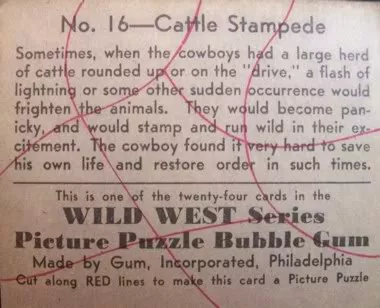 No. 16—Cattle Stampede
Sometimes, when the cowboys had a large herd
of cattle rounded up or on the "drive," a flash of
lightning or some other sudden occurrence would
frighten the animals. They would become pan-
icky, and would stamp and run wild in their ex-
citement. The cowboy found it very hard to save
his own life and restore order in such times.
This is one of the twenty-four cards in the
WILD WEST Series
Picture Puzzle Bubble Gum
Made by Gum, Incorporated, Philadelphia
Cut along RED lines to make this card a Picture Puzzle